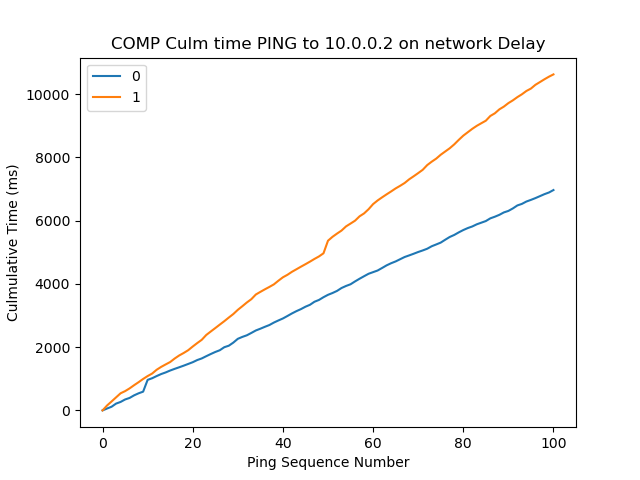 COMP Culm time PING to 10.0.0.2 on network Delay
0
1
10000
8000
6000
4000
2000
0
Culmulative Time (ms)
0 20 40 60 80 100
Ping Sequence Number